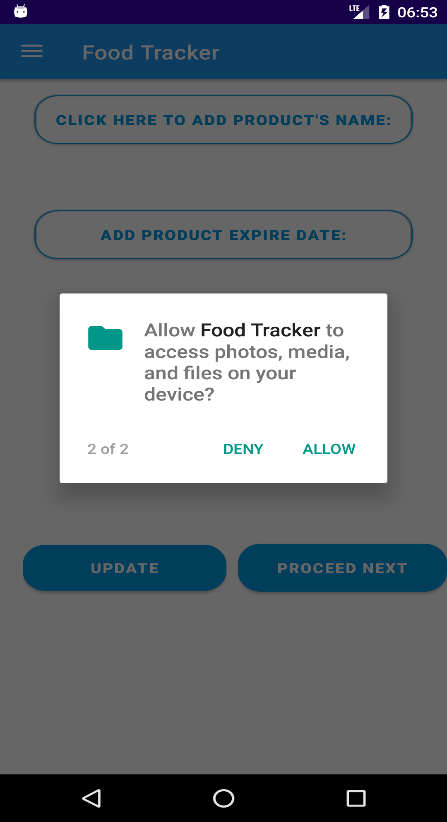 LTE 06:53
Food Tracker
CLICK HERE TO ADD PRODUCT'S NAME:
ADD PRODUCT EXPIRE DATE:
Allow Food Tracker to
access photos, media,
and files on your
device?
2 of 2 DENY ALLOW
UPDATE PROCEED NEXT